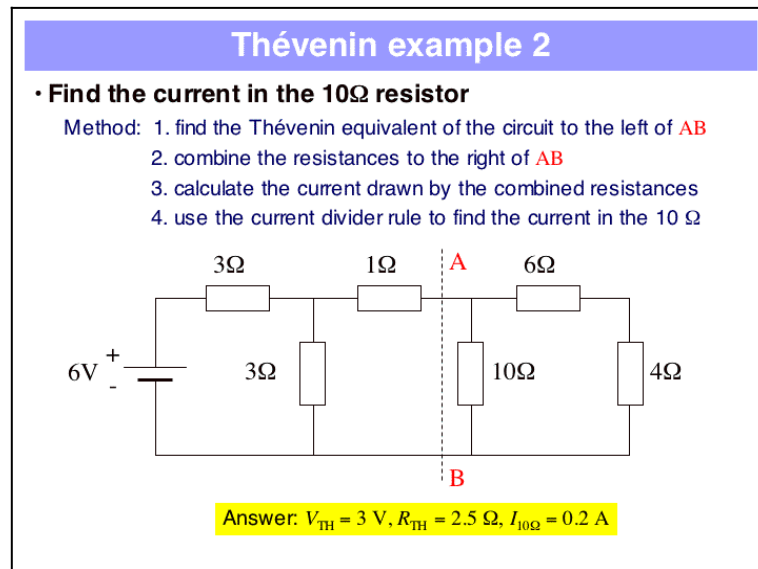 Thévenin example 2
• Find the current in the 10Ω resistor
Method: 1. find the Thévenin equivalent of the circuit to the left of AB
2. combine the resistances to the right of AB
3. calculate the current drawn by the combined resistances
4. use the current divider rule to find the current in the 10 Ω
3Ω 1Ω A 6Ω
6V + - 3Ω 10Ω 4Ω
B
Answer: V_TH = 3 V, R_TH = 2.5 Ω, I_10Ω = 0.2 A